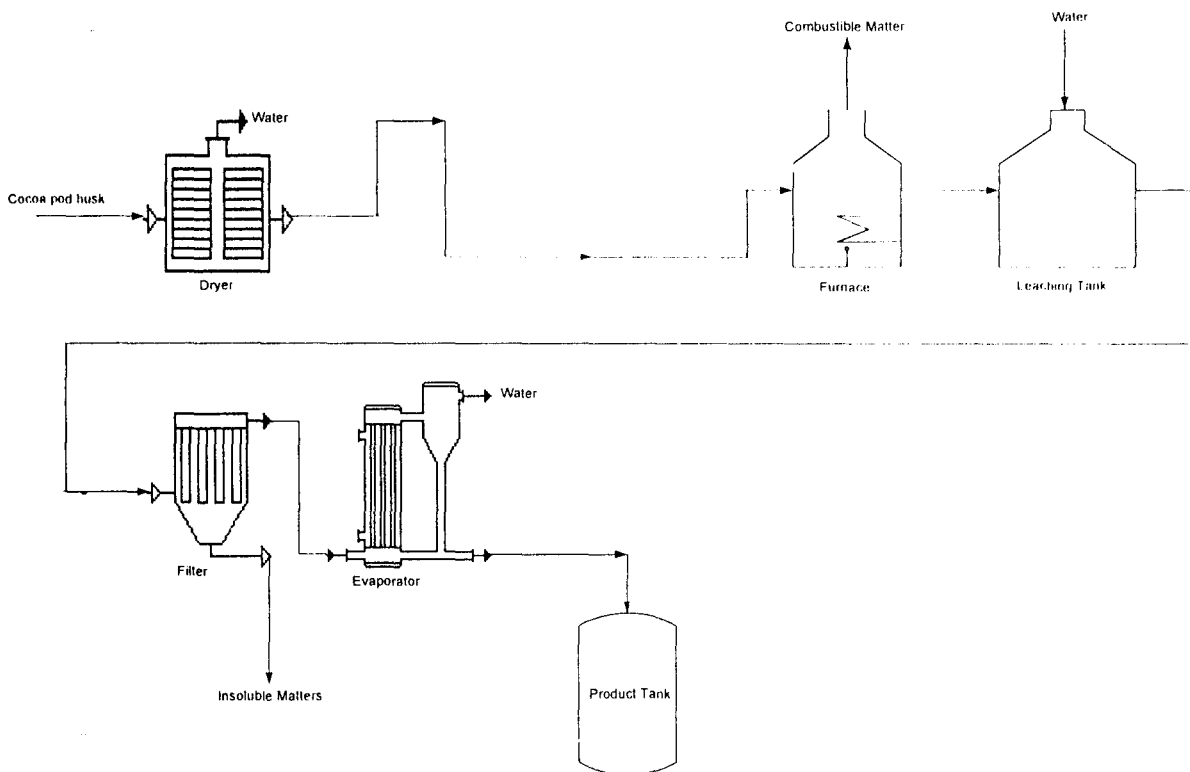 Combustible Matter
Water
Water
Cocoa pod husk
Dryer
Furnace
Leaching Tank
Water
Filter
Evaporator
Insoluble Matters
Product Tank